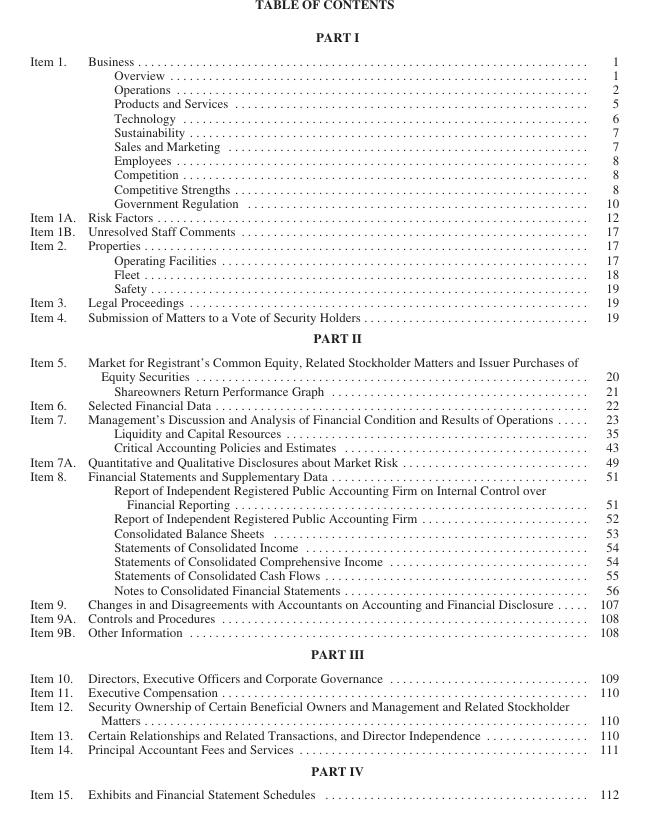 TABLE OF CONTENTS
PART I
Item 1. Business 1
Overview 1
Operations 2
Products and Services 5
Technology 6
Sustainability 7
Sales and Marketing 7
Employees 8
Competition 8
Competitive Strengths 8
Government Regulation 10
Item 1A. Risk Factors 12
Item 1B. Unresolved Staff Comments 17
Item 2. Properties 17
Operating Facilities 17
Fleet 18
Safety 19
Item 3. Legal Proceedings 19
Item 4. Submission of Matters to a Vote of Security Holders 19
PART II
Item 5. Market for Registrant's Common Equity, Related Stockholder Matters and Issuer Purchases of
Equity Securities 20
Shareowners Return Performance Graph 21
Item 6. Selected Financial Data 22
Item 7. Management's Discussion and Analysis of Financial Condition and Results of Operations 23
Liquidity and Capital Resources 35
Critical Accounting Policies and Estimates 43
Item 7A. Quantitative and Qualitative Disclosures about Market Risk 49
Item 8. Financial Statements and Supplementary Data 51
Report of Independent Registered Public Accounting Firm on Internal Control over
Financial Reporting 51
Report of Independent Registered Public Accounting Firm 52
Consolidated Balance Sheets 53
Statements of Consolidated Income 54
Statements of Consolidated Comprehensive Income 54
Statements of Consolidated Cash Flows 55
Notes to Consolidated Financial Statements 56
Item 9. Changes in and Disagreements with Accountants on Accounting and Financial Disclosure 107
Item 9A. Controls and Procedures 108
Item 9B. Other Information 108
PART III
Item 10. Directors, Executive Officers and Corporate Governance 109
Item 11. Executive Compensation 110
Item 12. Security Ownership of Certain Beneficial Owners and Management and Related Stockholder
Matters 110
Item 13. Certain Relationships and Related Transactions, and Director Independence 110
Item 14. Principal Accountant Fees and Services 111
PART IV
Item 15. Exhibits and Financial Statement Schedules 112